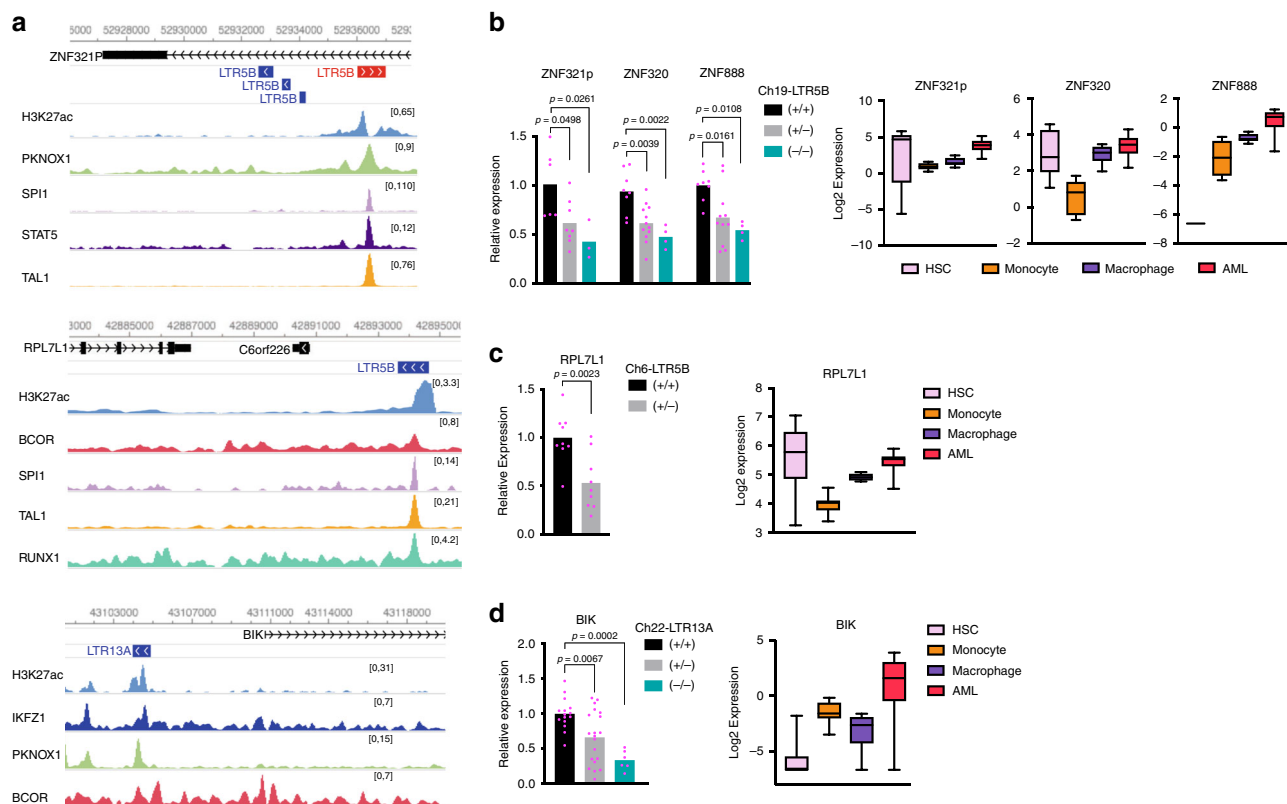 a
b
c
d
6000 52928000 52930000 52932000 52934000 52936000 5293
ZNF321P
LTR5B LTR5B
LTR5B
LTR5B
H3K27ac [0,65]
PKNOX1 [0,9]
SPI1 [0,110]
STAT5 [0,12]
TAL1 [0,76]
3000 42885000 42887000 42889000 42891000 42893000 42895000
RPL7L1 C6orf226
LTR5B
H3K27ac [0,3.3]
BCOR [0,8]
SPI1 [0,14]
TAL1 [0,21]
RUNX1 [0,4.2]
43103000 43107000 43111000 43114000 43118000
BIK
LTR13A
H3K27ac [0,31]
IKFZ1 [0,7]
PKNOX1 [0,15]
BCOR [0,7]
ZNF321p ZNF320 ZNF888
Ch19-LTR5B
(+/+)
(+/−)
(−/−)
p = 0.0261
p = 0.0498
p = 0.0022
p = 0.0039
p = 0.0108
p = 0.0161
Relative expression
1.5
1.0
0.5
0.0
ZNF321p
Log2 Expression
10
5
0
−5
−10
ZNF320
6
4
2
0
−2
ZNF888
2
0
−2
−4
−6
−8
HSC Monocyte Macrophage AML
RPL7L1
Ch6-LTR5B
(+/+)
(+/−)
p = 0.0023
Relative Expression
1.5
1.0
0.5
0.0
RPL7L1
Log2 expression
8
7
6
5
4
3
HSC
Monocyte
Macrophage
AML
BIK
Ch22-LTR13A
(+/+)
(+/−)
(−/−)
p = 0.0002
p = 0.0067
Relative expression
2.0
1.5
1.0
0.5
0.0
BIK
Log2 Expression
5
0
−5
HSC
Monocyte
Macrophage
AML